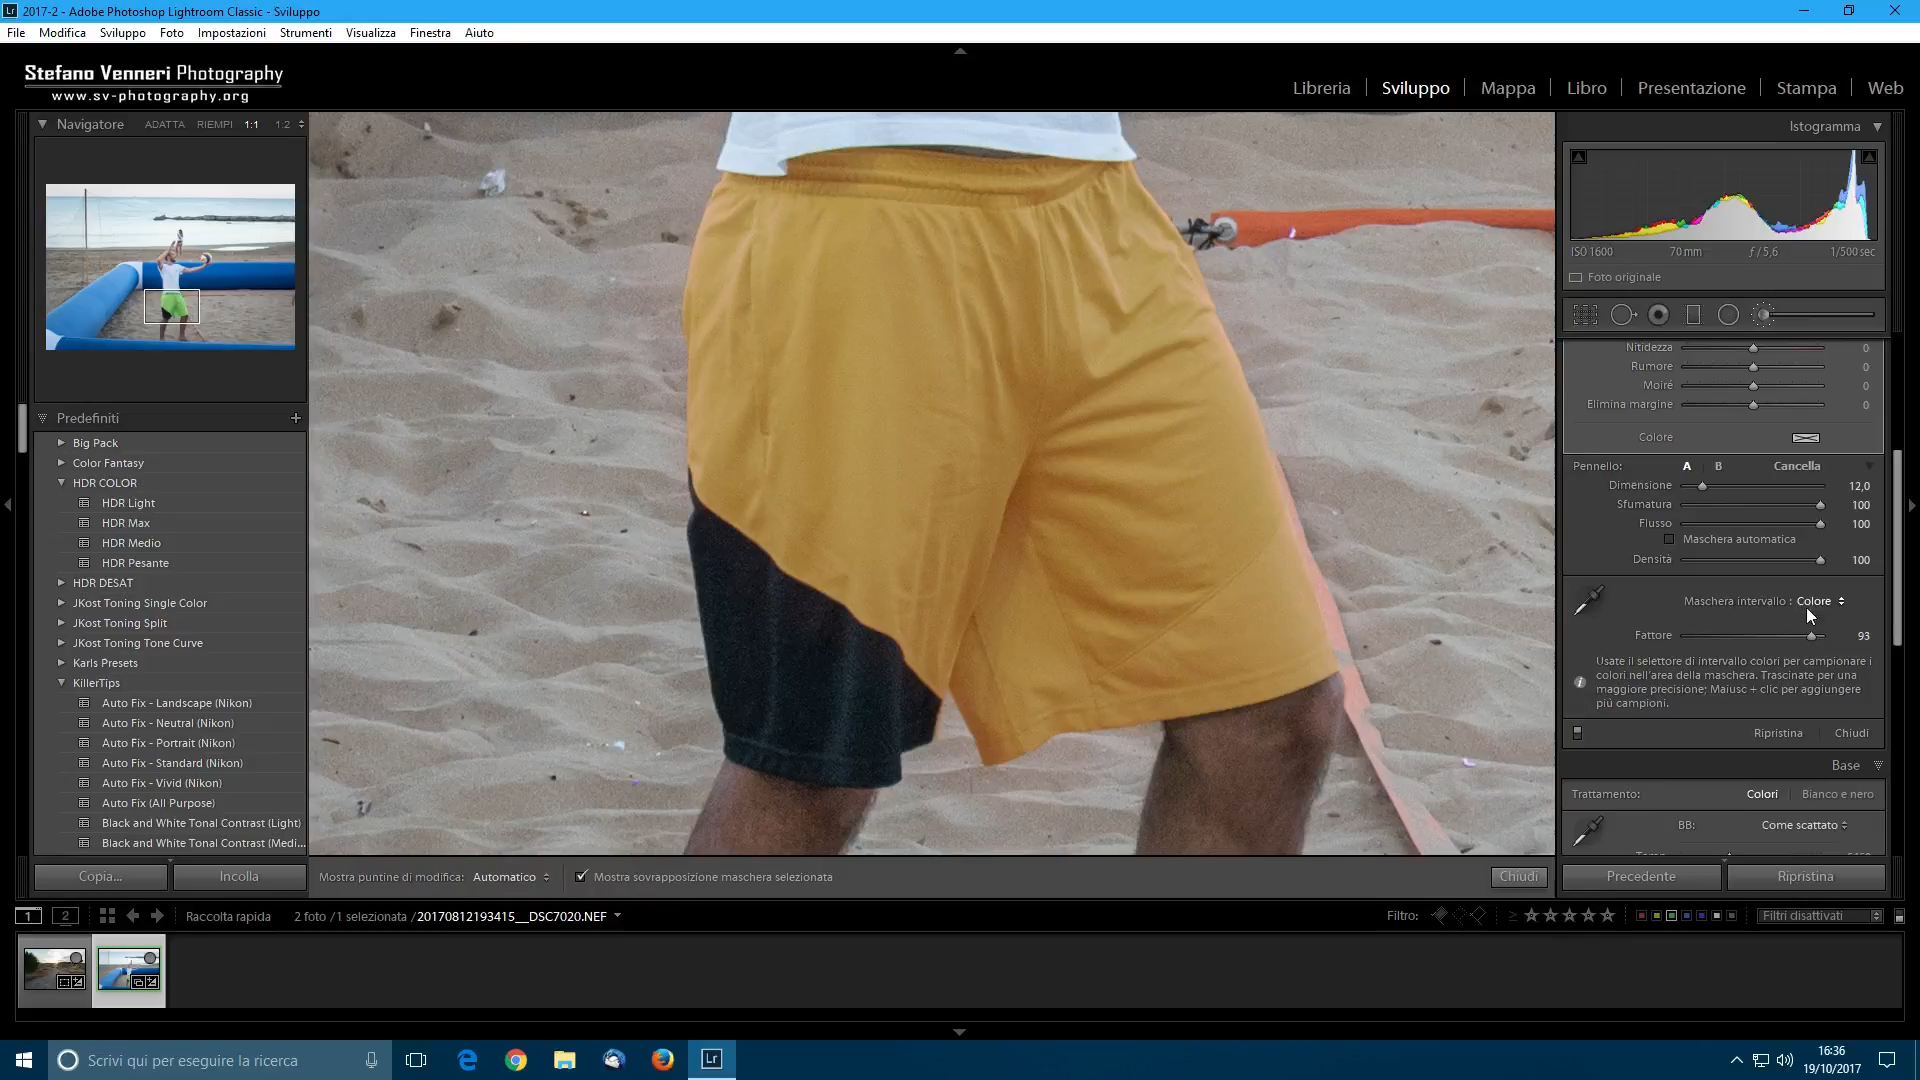 2017-2 - Adobe Photoshop Lightroom Classic - Sviluppo
File Modifica Sviluppo Foto Impostazioni Strumenti Visualizza Finestra Aiuto
Stefano Venneri Photography
www.sv-photography.org
Libreria Sviluppo Mappa Libro Presentazione Stampa Web
Navigatore ADATTA RIEMPI 1:1 1:2
Istogramma
ISO 1600 70 mm ƒ / 5,6 1/500 sec
Foto originale
Nitidezza 0
Rumore 0
Moiré 0
Elimina margine 0
Colore
Pennello: A B Cancella
Dimensione 12,0
Sfumatura 100
Flusso 100
Maschera automatica
Densità 100
Maschera intervallo : Colore
Fattore 93
Usate il selettore di intervallo colori per campionare i
colori nell'area della maschera. Trascinate per una
maggiore precisione; Maiusc + clic per aggiungere
più campioni.
Ripristina Chiudi
Base
Trattamento: Colori Bianco e nero
BB: Come scattato
Precedente Ripristina
Predefiniti
Big Pack
Color Fantasy
HDR COLOR
HDR Light
HDR Max
HDR Medio
HDR Pesante
HDR DESAT
JKost Toning Single Color
JKost Toning Split
JKost Toning Tone Curve
Karls Presets
KillerTips
Auto Fix - Landscape (Nikon)
Auto Fix - Neutral (Nikon)
Auto Fix - Portrait (Nikon)
Auto Fix - Standard (Nikon)
Auto Fix - Vivid (Nikon)
Auto Fix (All Purpose)
Black and White Tonal Contrast (Light)
Black and White Tonal Contrast (Medi...
Copia... Incolla
Mostra puntine di modifica: Automatico Mostra sovrapposizione maschera selezionata Chiudi
1 2 Raccolta rapida 2 foto /1 selezionata /20170812193415__DSC7020.NEF Filtro: Filtri disattivati
Scrivi qui per eseguire la ricerca
Lr
16:36
19/10/2017